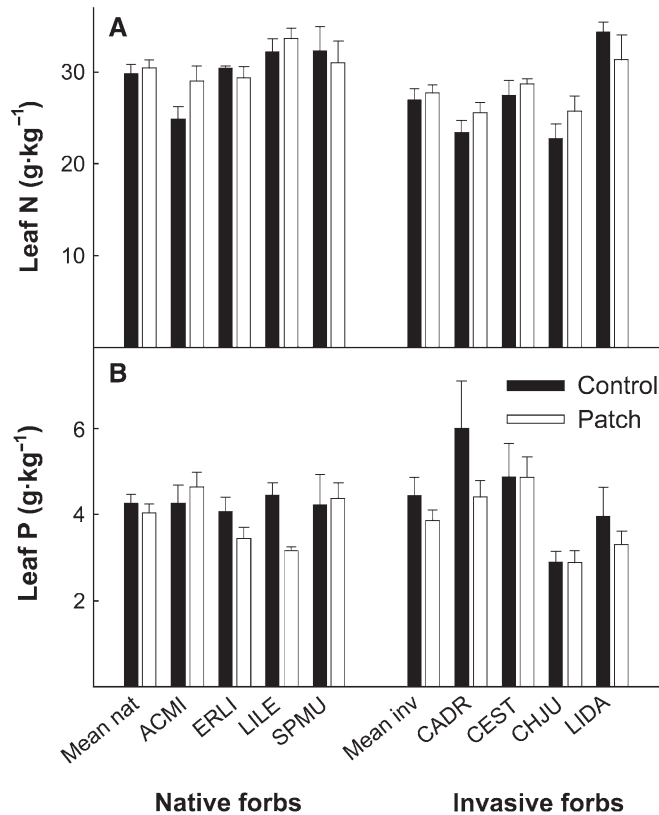 A
Leaf N (g·kg⁻¹)
30
20
10
B
Control
Patch
Leaf P (g·kg⁻¹)
6
4
2
Mean nat
ACMI
ERLI
LILE
SPMU
Mean inv
CADR
CEST
CHJU
LIDA
Native forbs
Invasive forbs